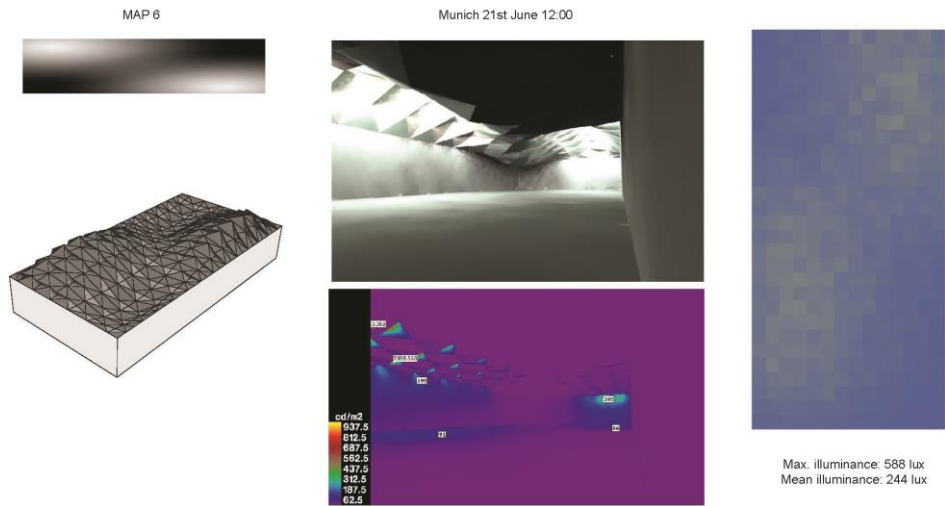 MAP 6
Munich 21st June 12:00
cd/m2
937.5
812.5
687.5
562.5
437.5
312.5
187.5
62.5
Max. illuminance: 588 lux
Mean illuminance: 244 lux